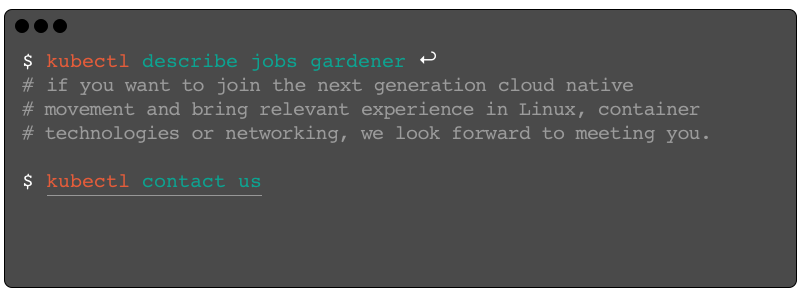 $ kubectl describe jobs gardener ↩
# if you want to join the next generation cloud native
# movement and bring relevant experience in Linux, container
# technologies or networking, we look forward to meeting you.
$ kubectl contact us